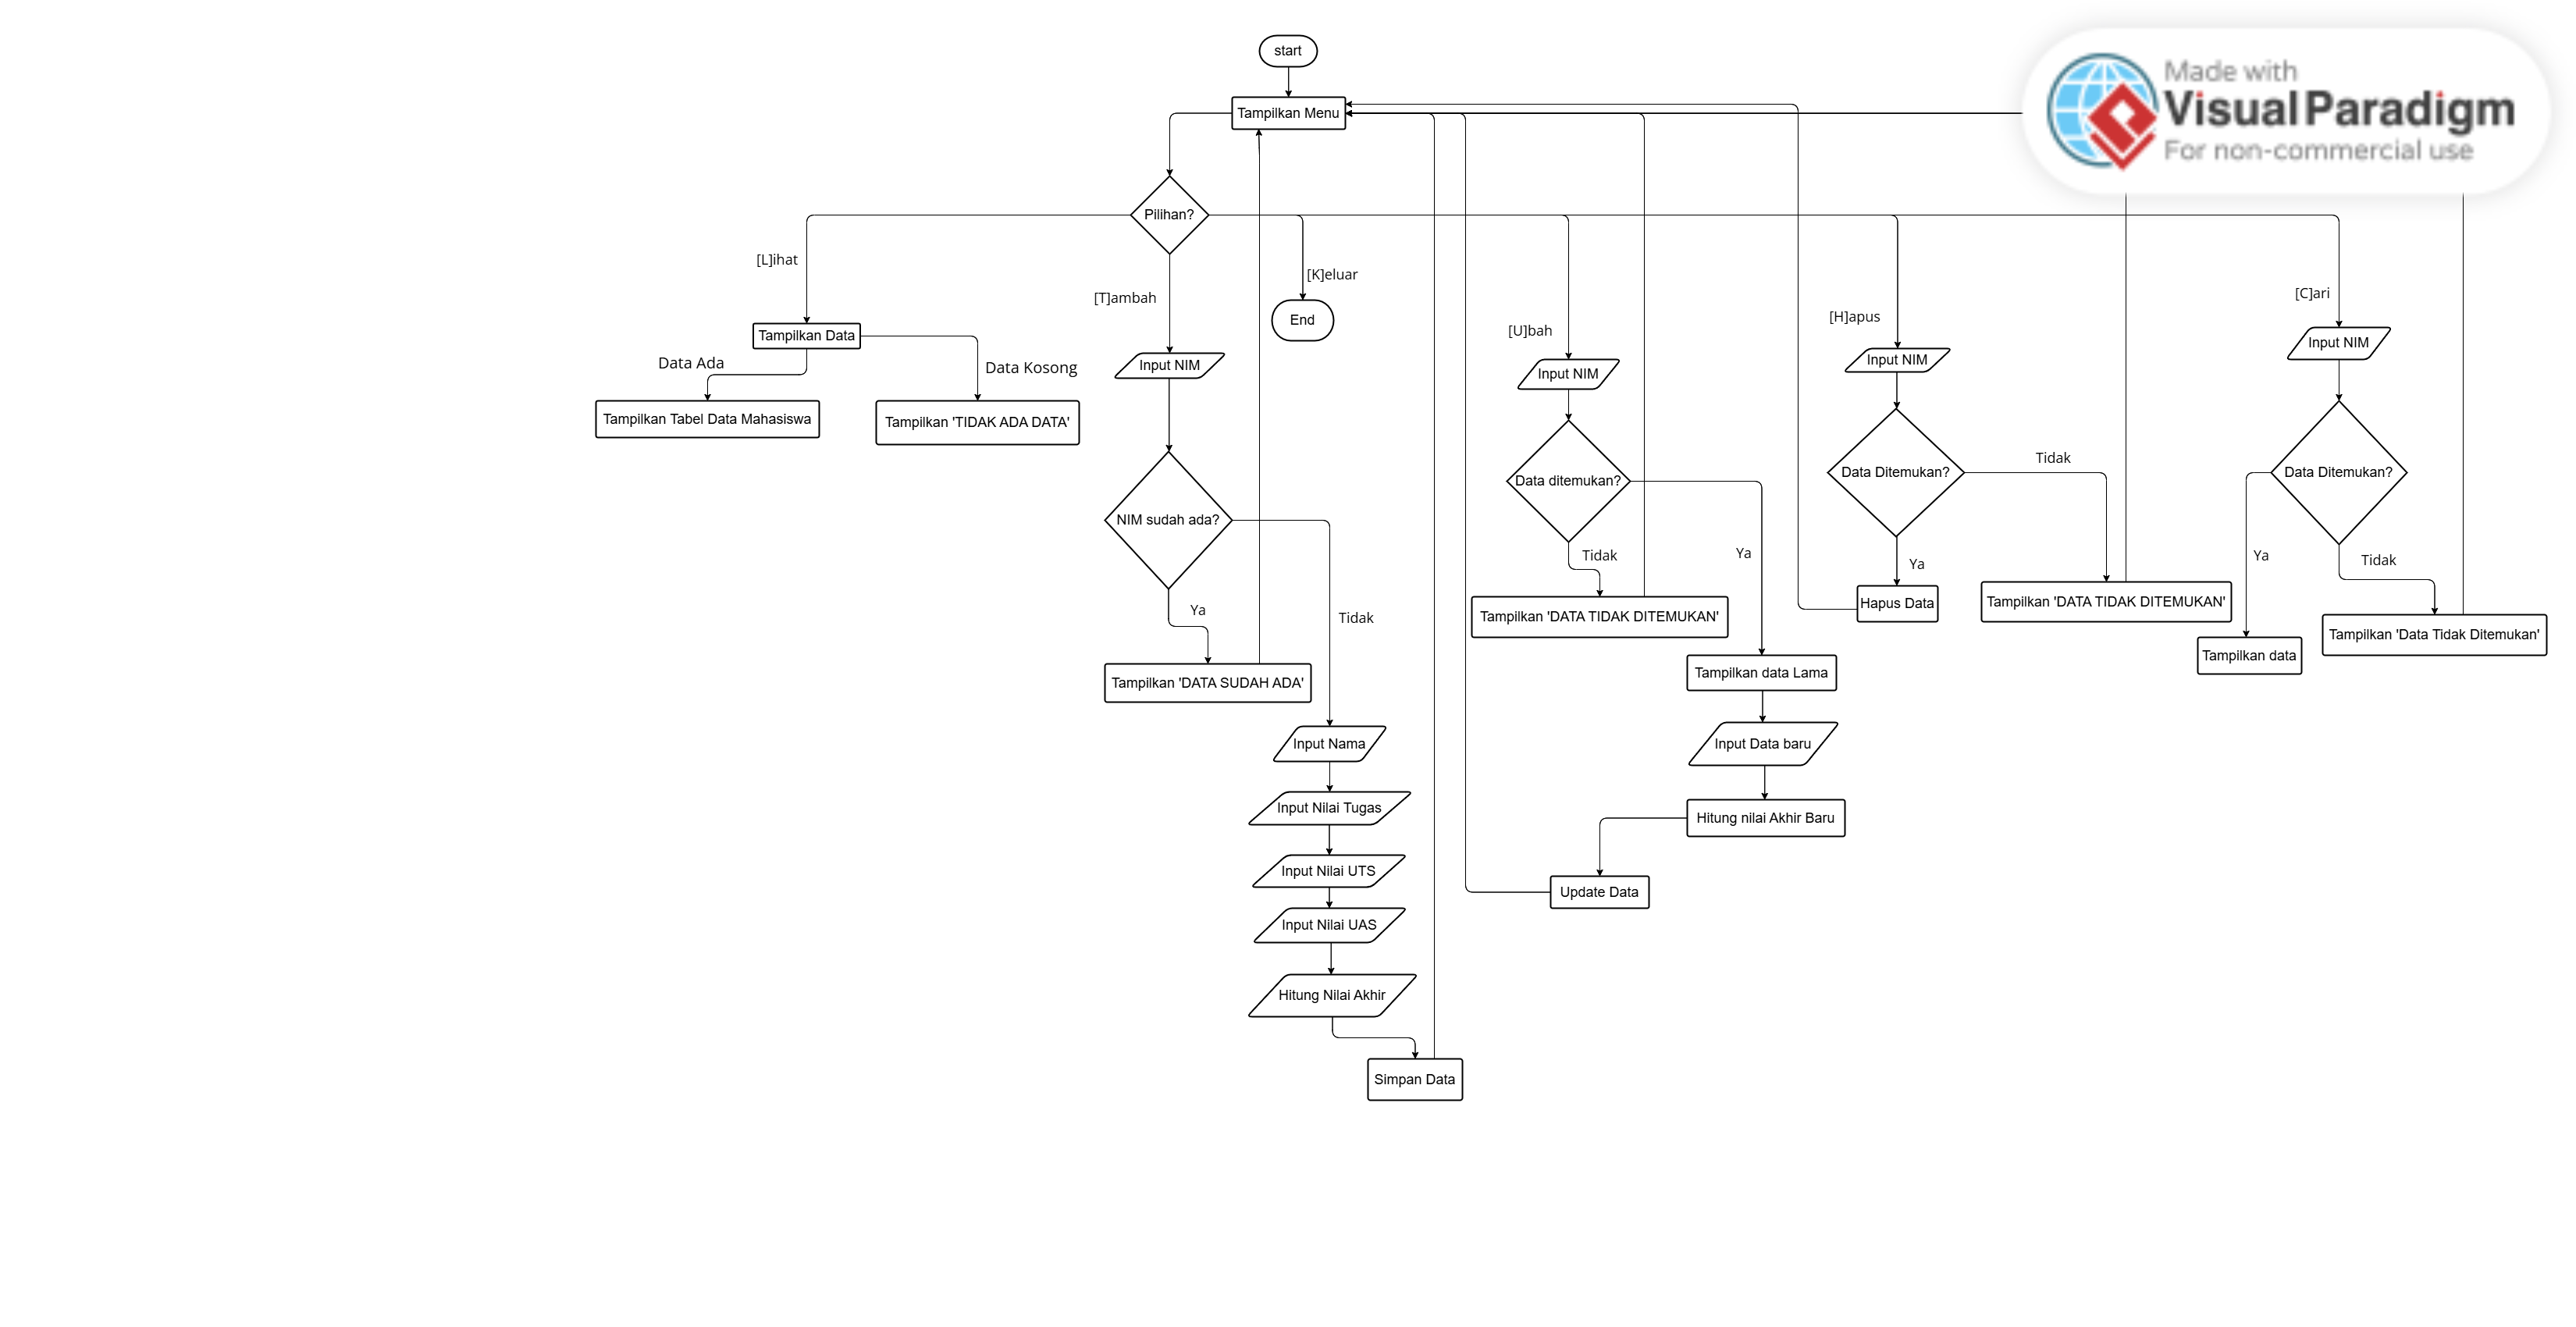 start
Made with
Visual Paradigm
For non-commercial use
Tampilkan Menu
Pilihan?
[L]ihat
[K]eluar
[C]ari
[T]ambah
[H]apus
End
[U]bah
Tampilkan Data
Input NIM
Data Ada
Data Kosong
Input NIM
Input NIM
Input NIM
Tampilkan Tabel Data Mahasiswa
Tampilkan 'TIDAK ADA DATA'
Tidak
Data ditemukan?
Data Ditemukan?
Data Ditemukan?
NIM sudah ada?
Tidak
Ya
Ya
Ya
Tidak
Ya
Tidak
Tampilkan 'DATA TIDAK DITEMUKAN'
Hapus Data
Tampilkan 'DATA TIDAK DITEMUKAN'
Tampilkan 'Data Tidak Ditemukan'
Tampilkan data
Tampilkan 'DATA SUDAH ADA'
Tampilkan data Lama
Input Nama
Input Data baru
Input Nilai Tugas
Hitung nilai Akhir Baru
Input Nilai UTS
Update Data
Input Nilai UAS
Hitung Nilai Akhir
Simpan Data